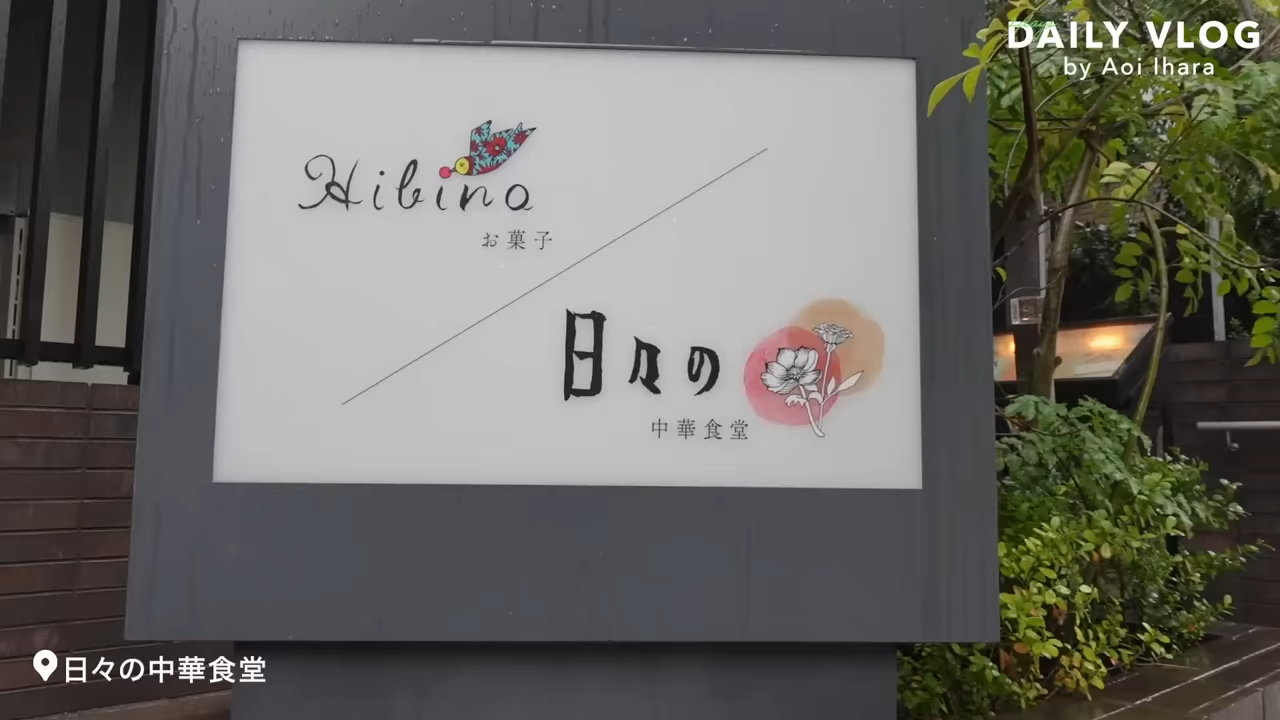 DAILY VLOG
by Aoi Ihara
Hibino
お菓子
日々の
中華食堂
日々の中華食堂